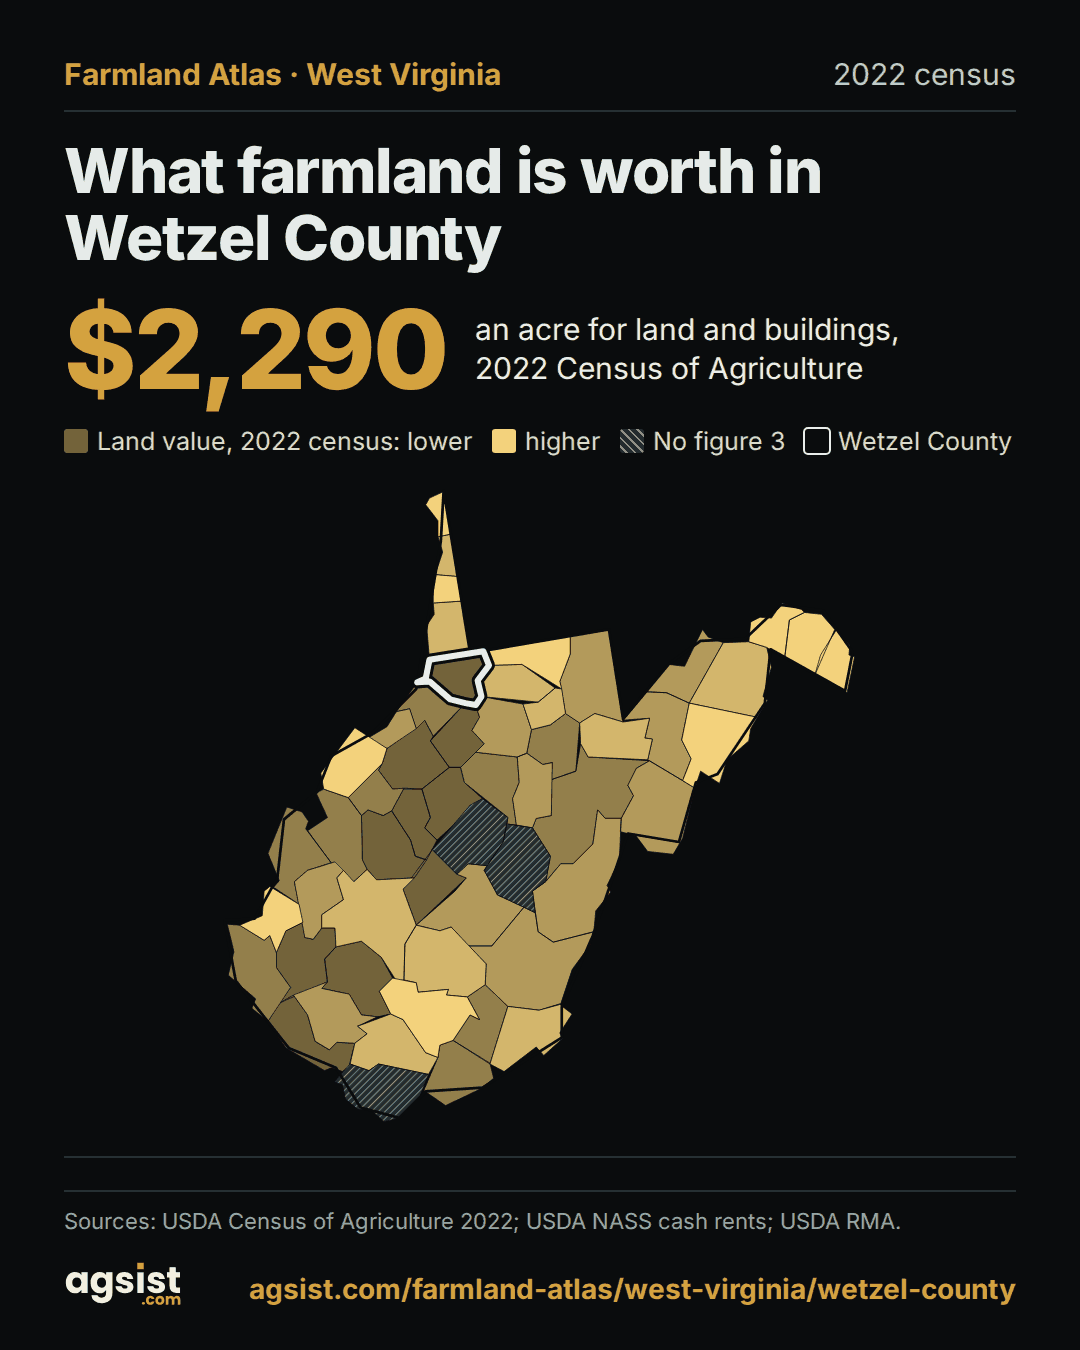 Farmland Atlas · West Virginia
2022 census
What farmland is worth in
Wetzel County
$2,290
an acre for land and buildings,
2022 Census of Agriculture
Land value, 2022 census: lower
higher
No figure 3
Wetzel County
Sources: USDA Census of Agriculture 2022; USDA NASS cash rents; USDA RMA.
agsist
.com
agsist.com/farmland-atlas/west-virginia/wetzel-county